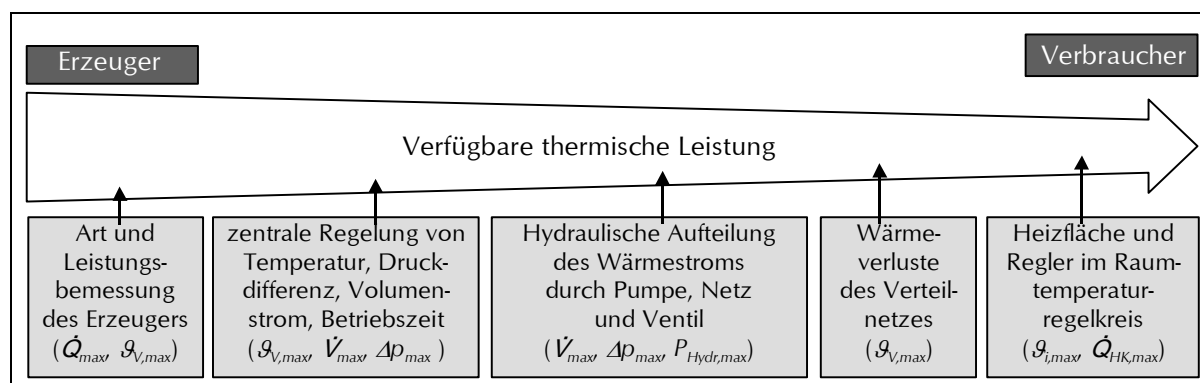 Erzeuger
Verbraucher
Verfügbare thermische Leistung
Art und
Leistungs-
bemessung
des Erzeugers
(Q̇max, ϑV,max)
zentrale Regelung von
Temperatur, Druck-
differenz, Volumen-
strom, Betriebszeit
(ϑV,max, V̇max, Δpmax )
Hydraulische Aufteilung
des Wärmestroms
durch Pumpe, Netz
und Ventil
(V̇max, Δpmax, PHydr,max)
Wärme-
verluste
des Verteil-
netzes
(ϑV,max)
Heizfläche und
Regler im Raum-
temperatur-
regelkreis
(ϑi,max, Q̇HK,max)